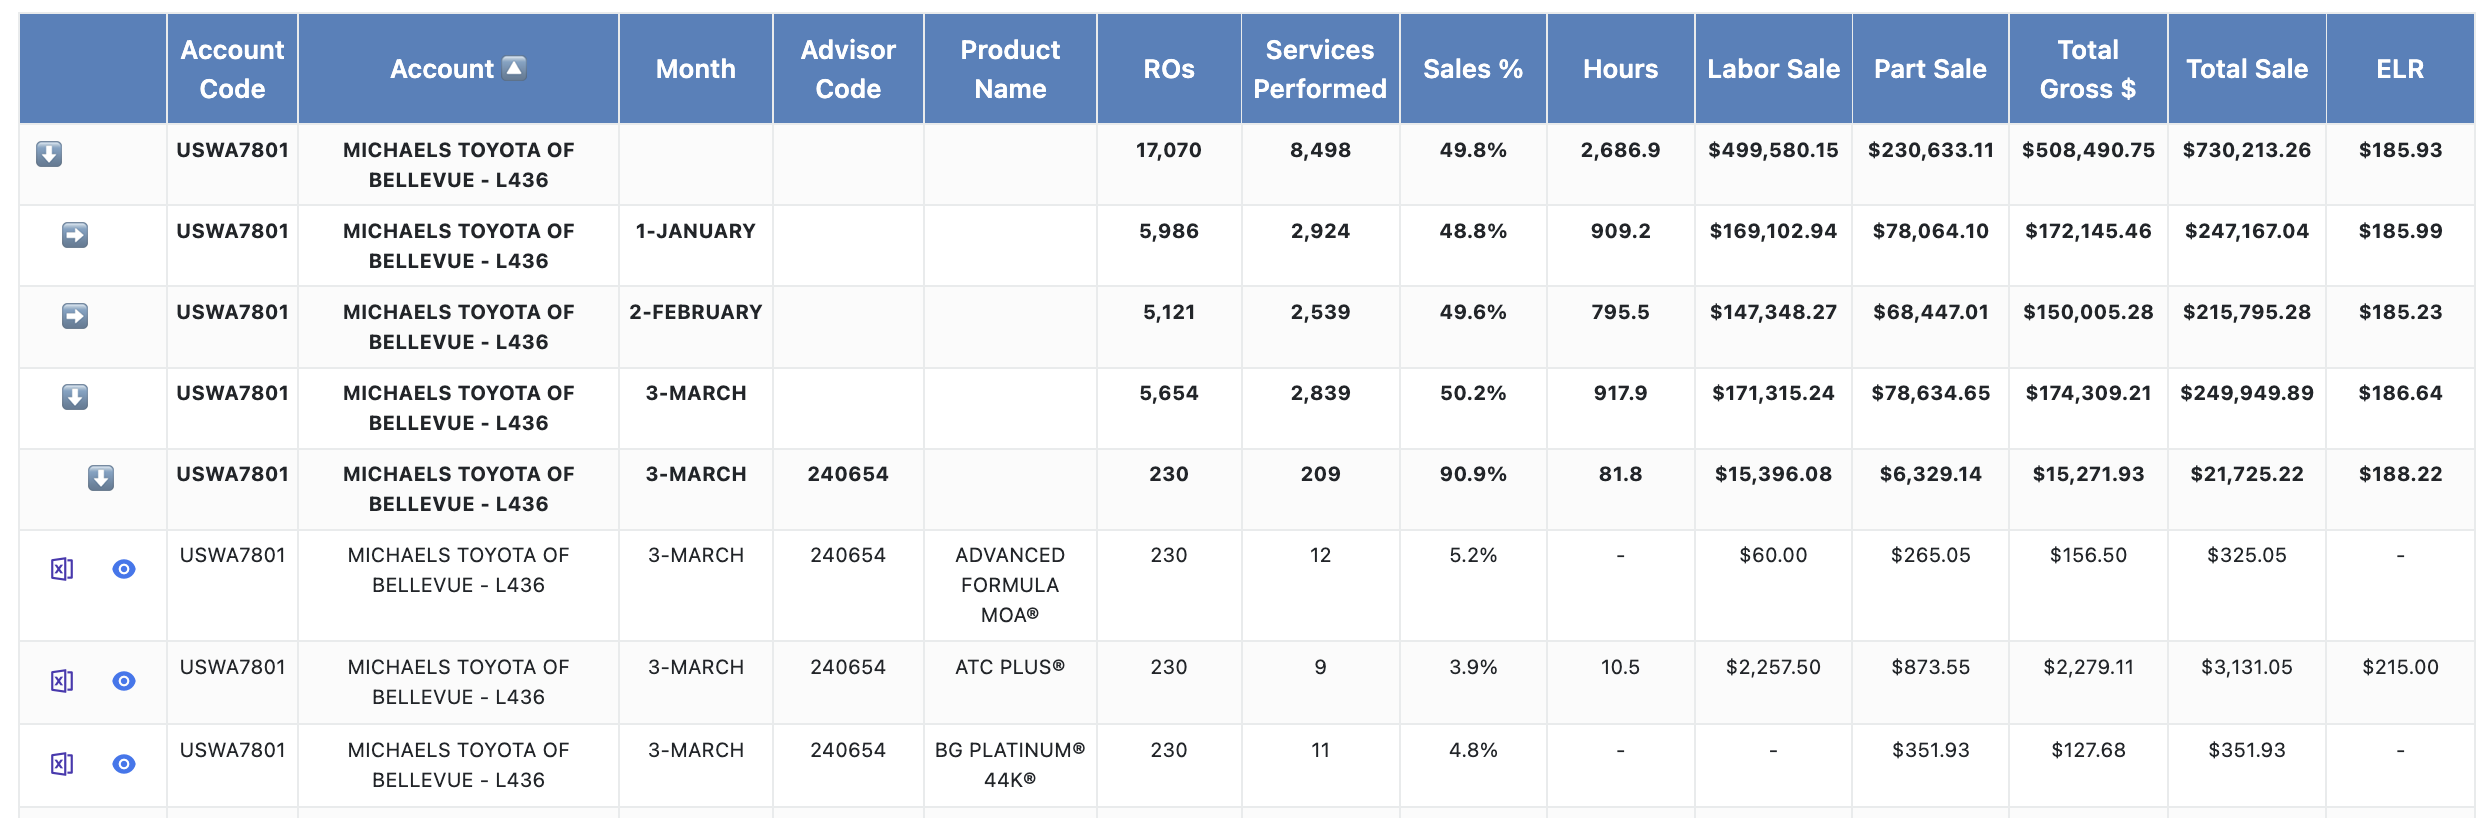 Account Code | Account | Month | Advisor Code | Product Name | ROs | Services Performed | Sales % | Hours | Labor Sale | Part Sale | Total Gross $ | Total Sale | ELR
USWA7801 | MICHAELS TOYOTA OF BELLEVUE - L436 | 17,070 | 8,498 | 49.8% | 2,686.9 | $499,580.15 | $230,633.11 | $508,490.75 | $730,213.26 | $185.93
USWA7801 | MICHAELS TOYOTA OF BELLEVUE - L436 | 1-JANUARY | 5,986 | 2,924 | 48.8% | 909.2 | $169,102.94 | $78,064.10 | $172,145.46 | $247,167.04 | $185.99
USWA7801 | MICHAELS TOYOTA OF BELLEVUE - L436 | 2-FEBRUARY | 5,121 | 2,539 | 49.6% | 795.5 | $147,348.27 | $68,447.01 | $150,005.28 | $215,795.28 | $185.23
USWA7801 | MICHAELS TOYOTA OF BELLEVUE - L436 | 3-MARCH | 5,654 | 2,839 | 50.2% | 917.9 | $171,315.24 | $78,634.65 | $174,309.21 | $249,949.89 | $186.64
USWA7801 | MICHAELS TOYOTA OF BELLEVUE - L436 | 3-MARCH | 240654 | 230 | 209 | 90.9% | 81.8 | $15,396.08 | $6,329.14 | $15,271.93 | $21,725.22 | $188.22
USWA7801 | MICHAELS TOYOTA OF BELLEVUE - L436 | 3-MARCH | 240654 | ADVANCED FORMULA MOA® | 230 | 12 | 5.2% | - | $60.00 | $265.05 | $156.50 | $325.05 | -
USWA7801 | MICHAELS TOYOTA OF BELLEVUE - L436 | 3-MARCH | 240654 | ATC PLUS® | 230 | 9 | 3.9% | 10.5 | $2,257.50 | $873.55 | $2,279.11 | $3,131.05 | $215.00
USWA7801 | MICHAELS TOYOTA OF BELLEVUE - L436 | 3-MARCH | 240654 | BG PLATINUM® 44K® | 230 | 11 | 4.8% | - | - | $351.93 | $127.68 | $351.93 | -